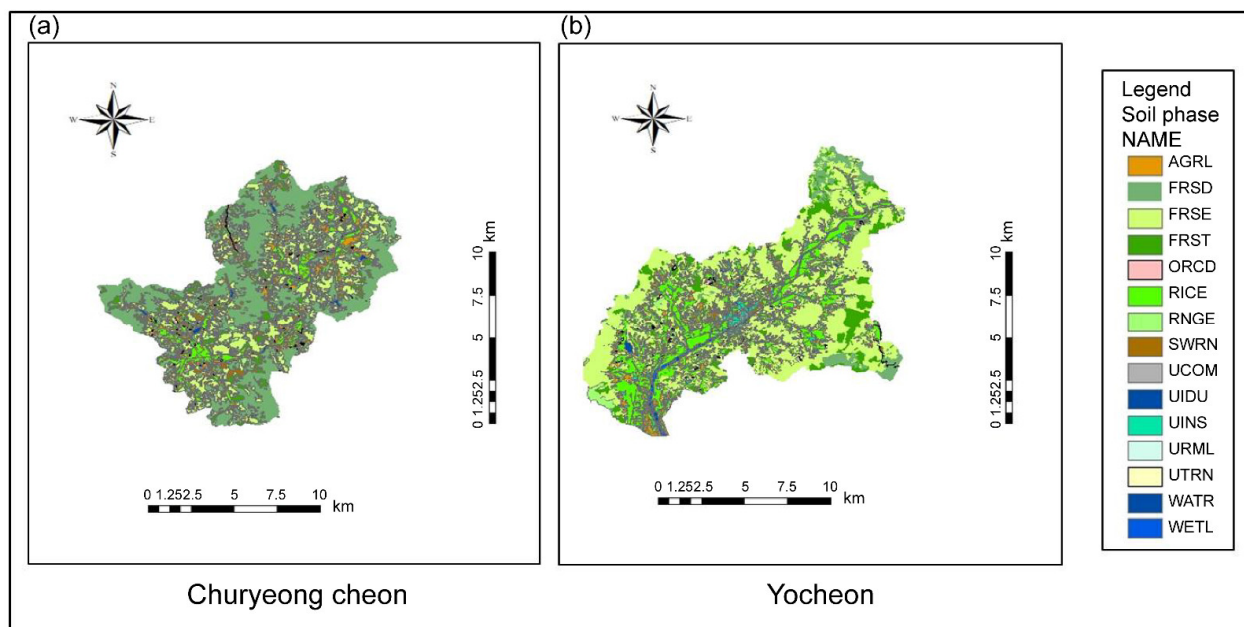 (a)
(b)
N
W E
S
N
W E
S
0 1.252.5 5 7.5 10 km
0 1.252.5 5 7.5 10 km
0 1.252.5 5 7.5 10 km
0 1.252.5 5 7.5 10 km
Churyeong cheon
Yocheon
Legend
Soil phase
NAME
AGRL
FRSD
FRSE
FRST
ORCD
RICE
RNGE
SWRN
UCOM
UIDU
UINS
URML
UTRN
WATR
WETL